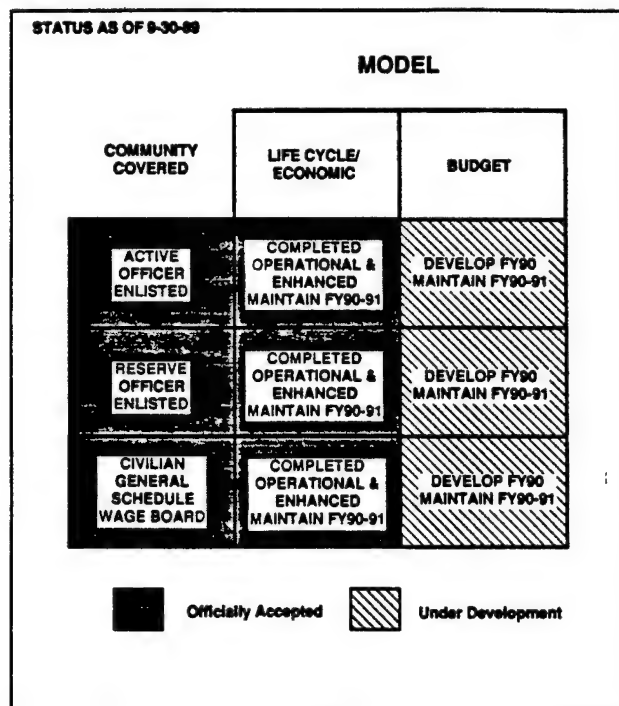 STATUS AS OF 9-30-89
MODEL
COMMUNITY
COVERED
LIFE CYCLE/
ECONOMIC
BUDGET
ACTIVE
OFFICER
ENLISTED
COMPLETED
OPERATIONAL &
ENHANCED
MAINTAIN FY90-91
DEVELOP FY90
MAINTAIN FY90-91
RESERVE
OFFICER
ENLISTED
COMPLETED
OPERATIONAL &
ENHANCED
MAINTAIN FY90-91
DEVELOP FY90
MAINTAIN FY90-91
CIVILIAN
GENERAL
SCHEDULE
WAGE BOARD
COMPLETED
OPERATIONAL &
ENHANCED
MAINTAIN FY90-91
DEVELOP FY90
MAINTAIN FY90-91
Officially Accepted
Under Development